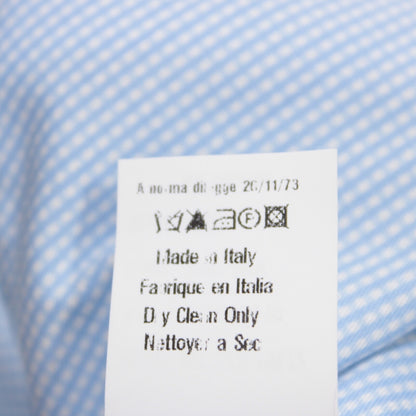 A norma di legge 26/11/73
Made in Italy
Fabrique en Italia
Dry Clean Only
Nettoyer a Sec